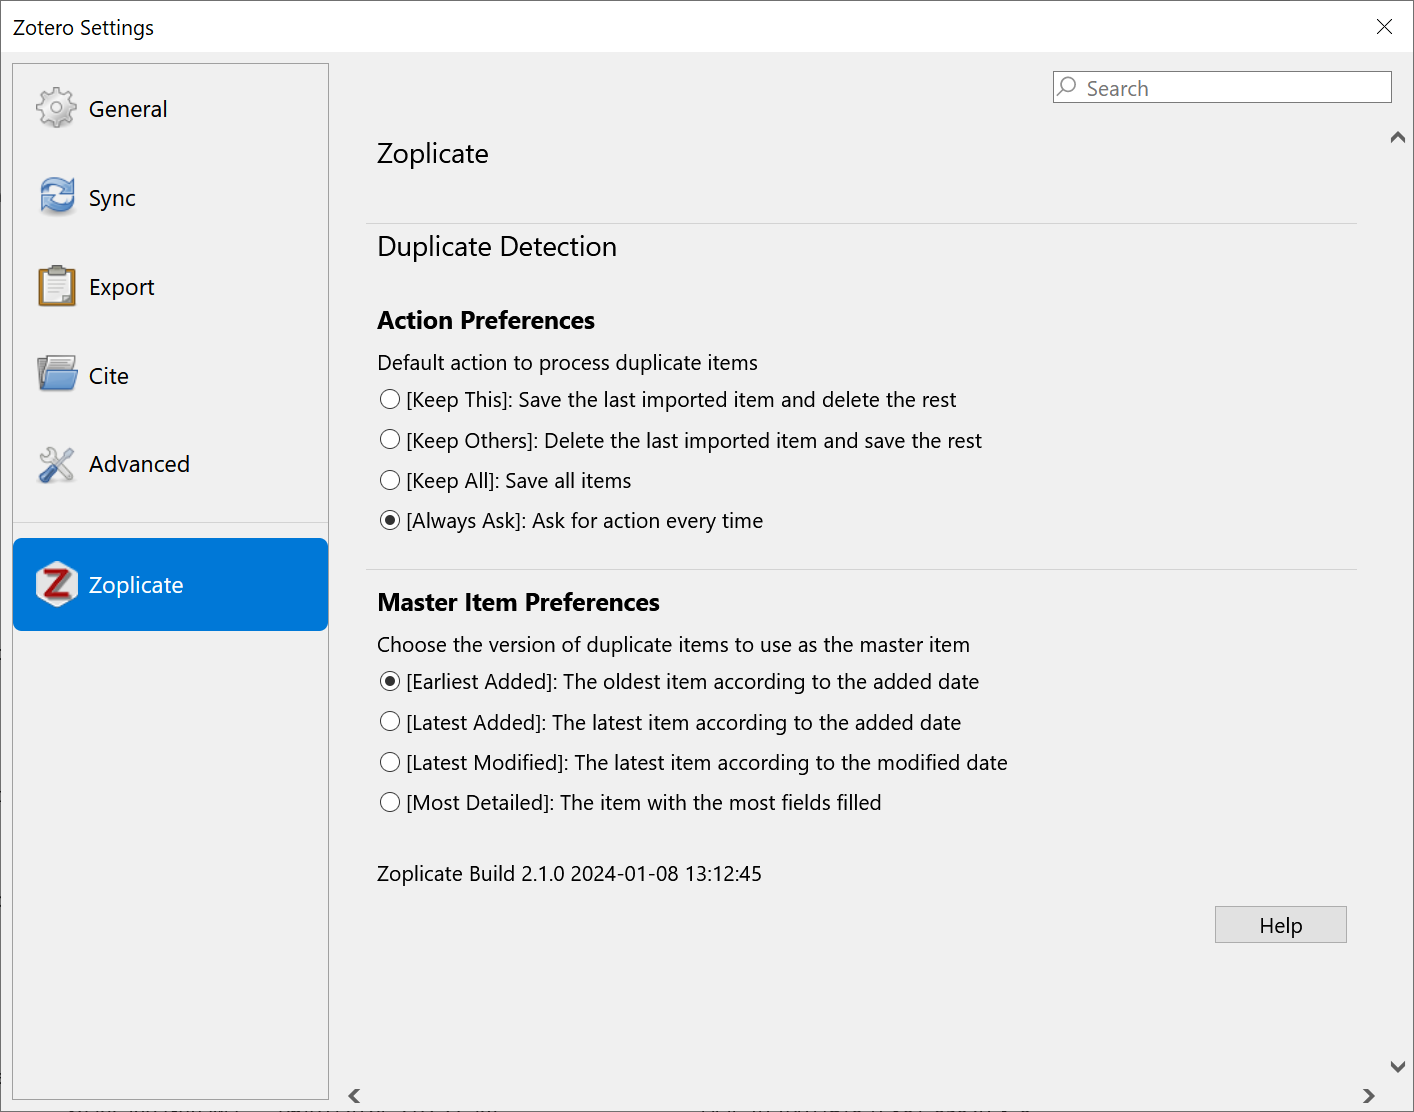 Zotero Settings
Search
General
Sync
Export
Cite
Advanced
Zoplicate
Zoplicate
Duplicate Detection
Action Preferences
Default action to process duplicate items
[Keep This]: Save the last imported item and delete the rest
[Keep Others]: Delete the last imported item and save the rest
[Keep All]: Save all items
[Always Ask]: Ask for action every time
Master Item Preferences
Choose the version of duplicate items to use as the master item
[Earliest Added]: The oldest item according to the added date
[Latest Added]: The latest item according to the added date
[Latest Modified]: The latest item according to the modified date
[Most Detailed]: The item with the most fields filled
Zoplicate Build 2.1.0 2024-01-08 13:12:45
Help